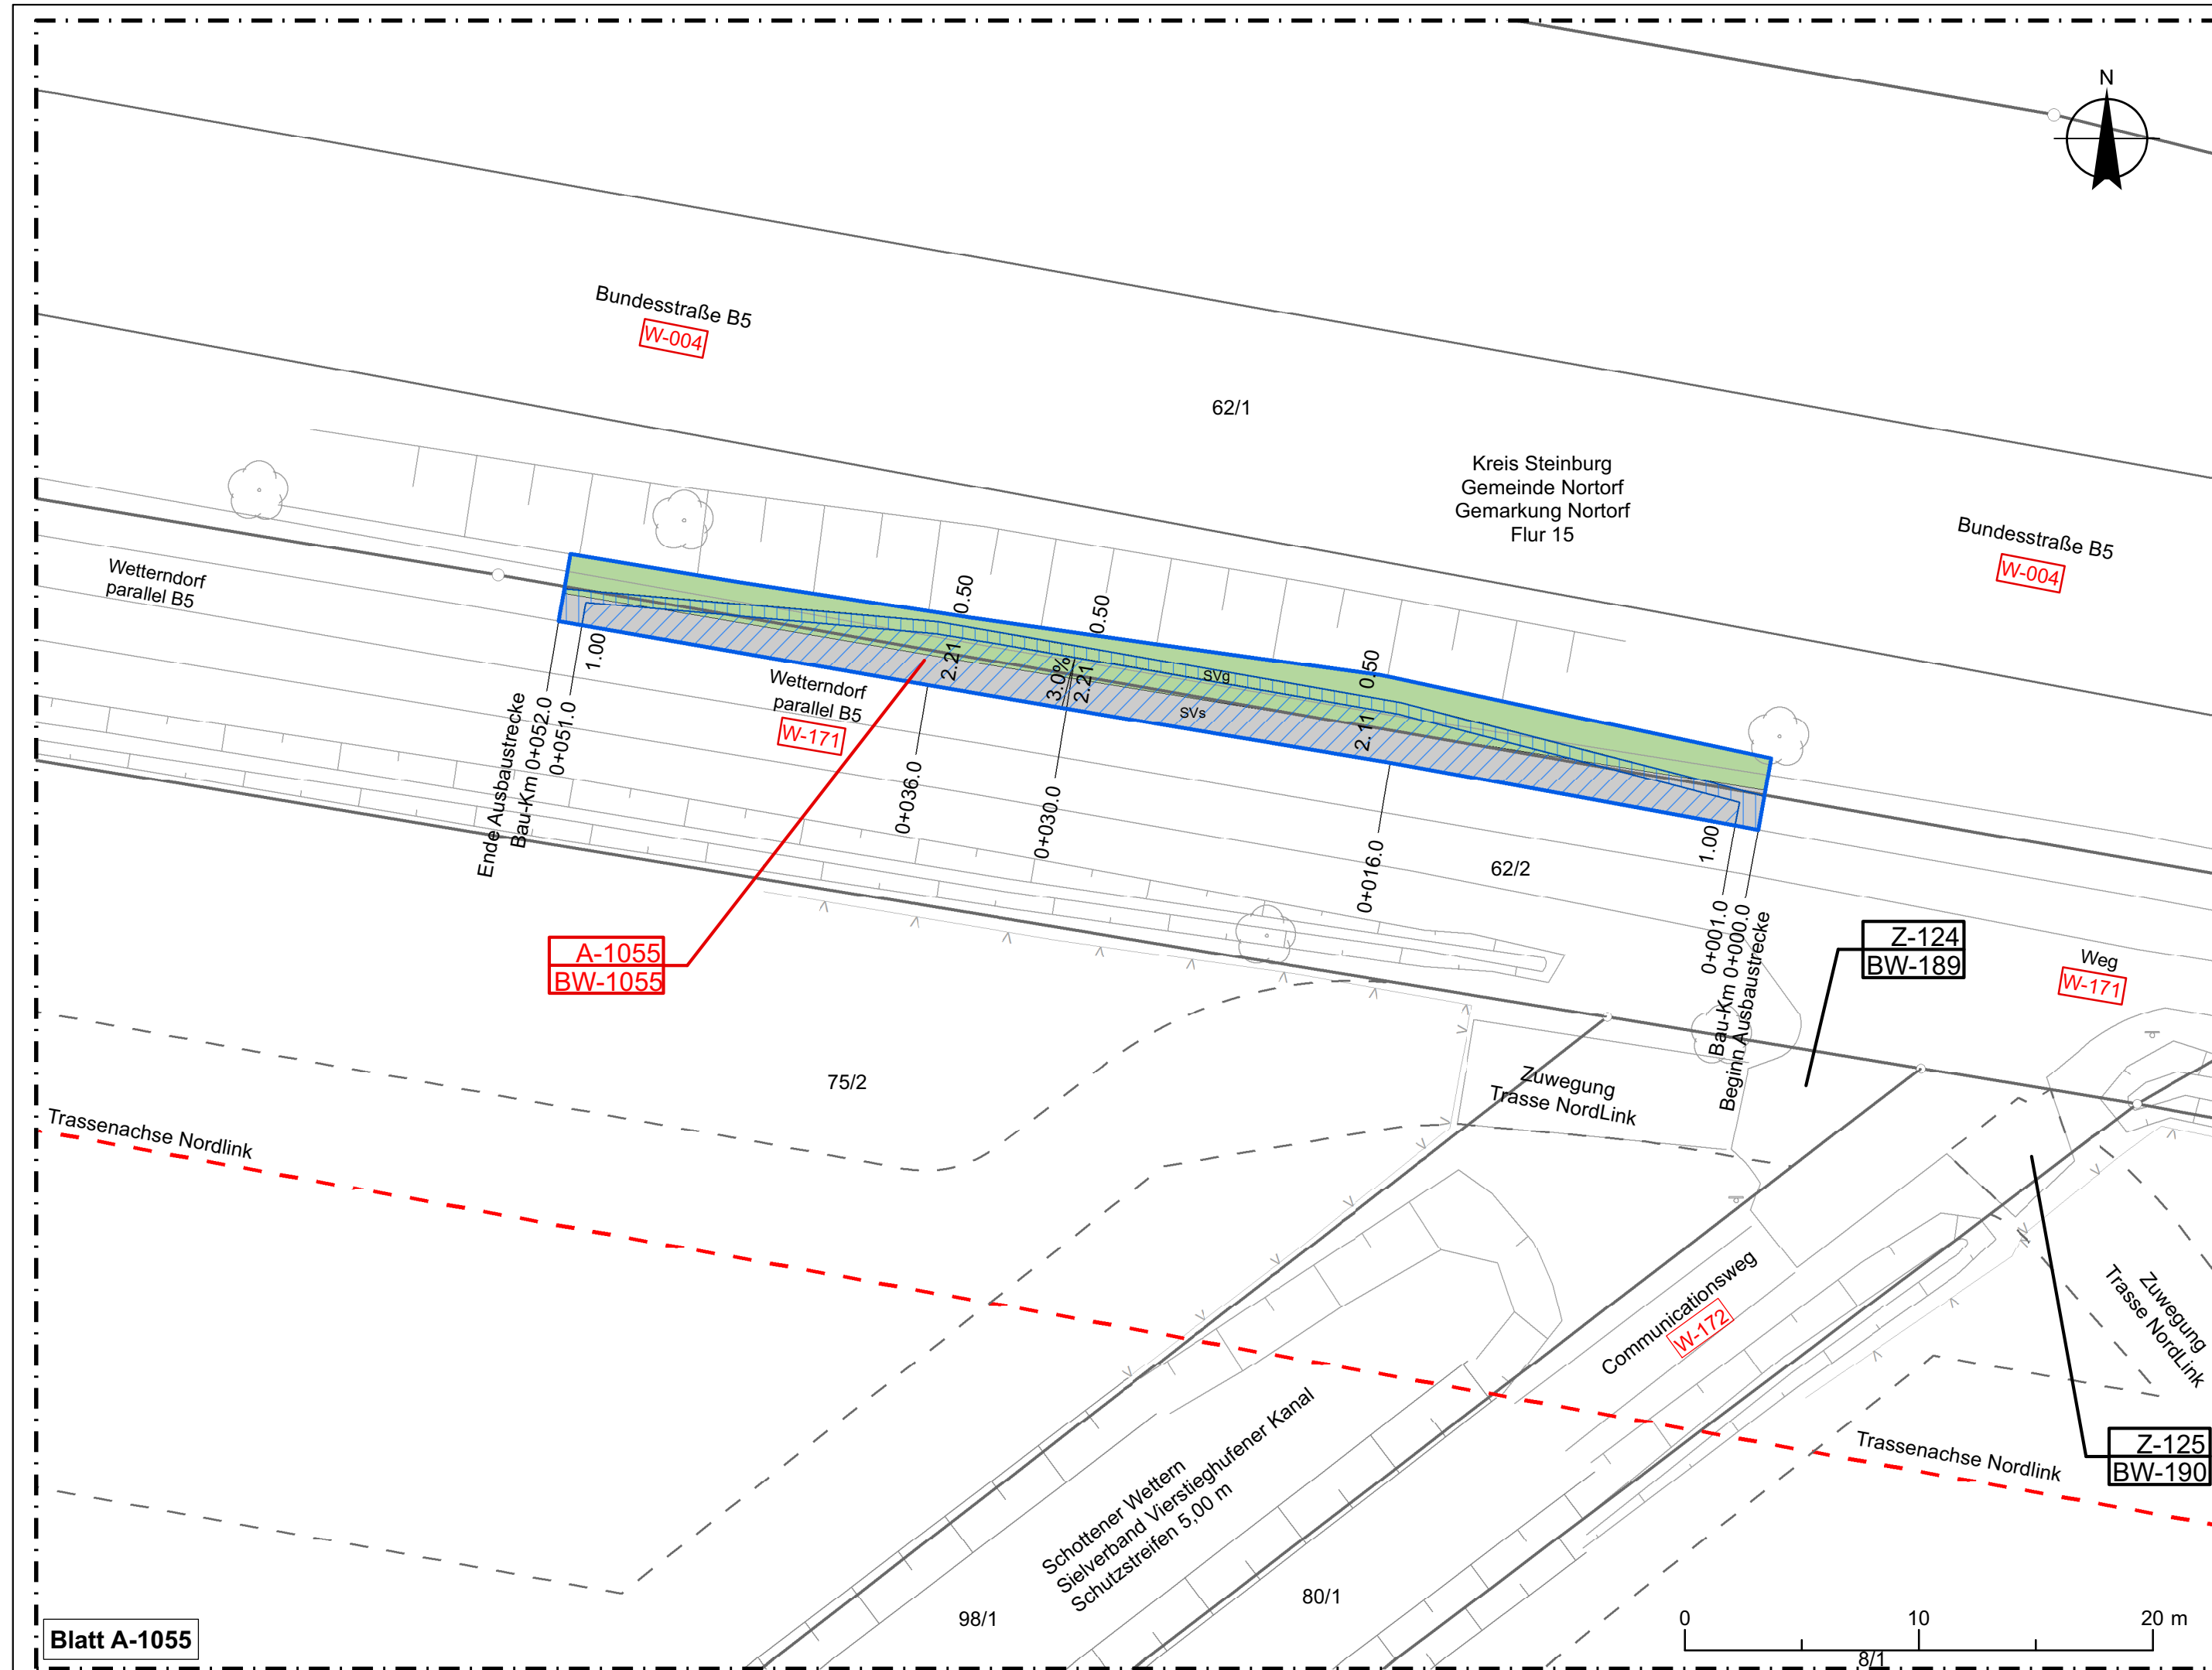 N
Bundesstraße B5
W-004
62/1
Kreis Steinburg
Gemeinde Nortorf
Gemarkung Nortorf
Flur 15
Bundesstraße B5
W-004
Wetterndorf
parallel B5
0.50
0.50
0.50
1.00
2.21
3.0%
2.21
SVg
SVs
2.11
1.00
Wetterndorf
parallel B5
W-171
Ende Ausbaustrecke
Bau-Km 0+052.0
0+051.0
0+036.0
0+030.0
0+016.0
0+001.0
Bau-Km 0+000.0
Beginn Ausbaustrecke
62/2
A-1055
BW-1055
Z-124
BW-189
Weg
W-171
75/2
Zuwegung
Trasse NordLink
Trassenachse Nordlink
Communicationsweg
W-172
Zuwegung
Trasse NordLink
Trassenachse Nordlink
Z-125
BW-190
Schottener Wettern
Sielverband Vierstieghufener Kanal
Schutzstreifen 5,00 m
98/1
80/1
Blatt A-1055
0 10 20 m
8/1